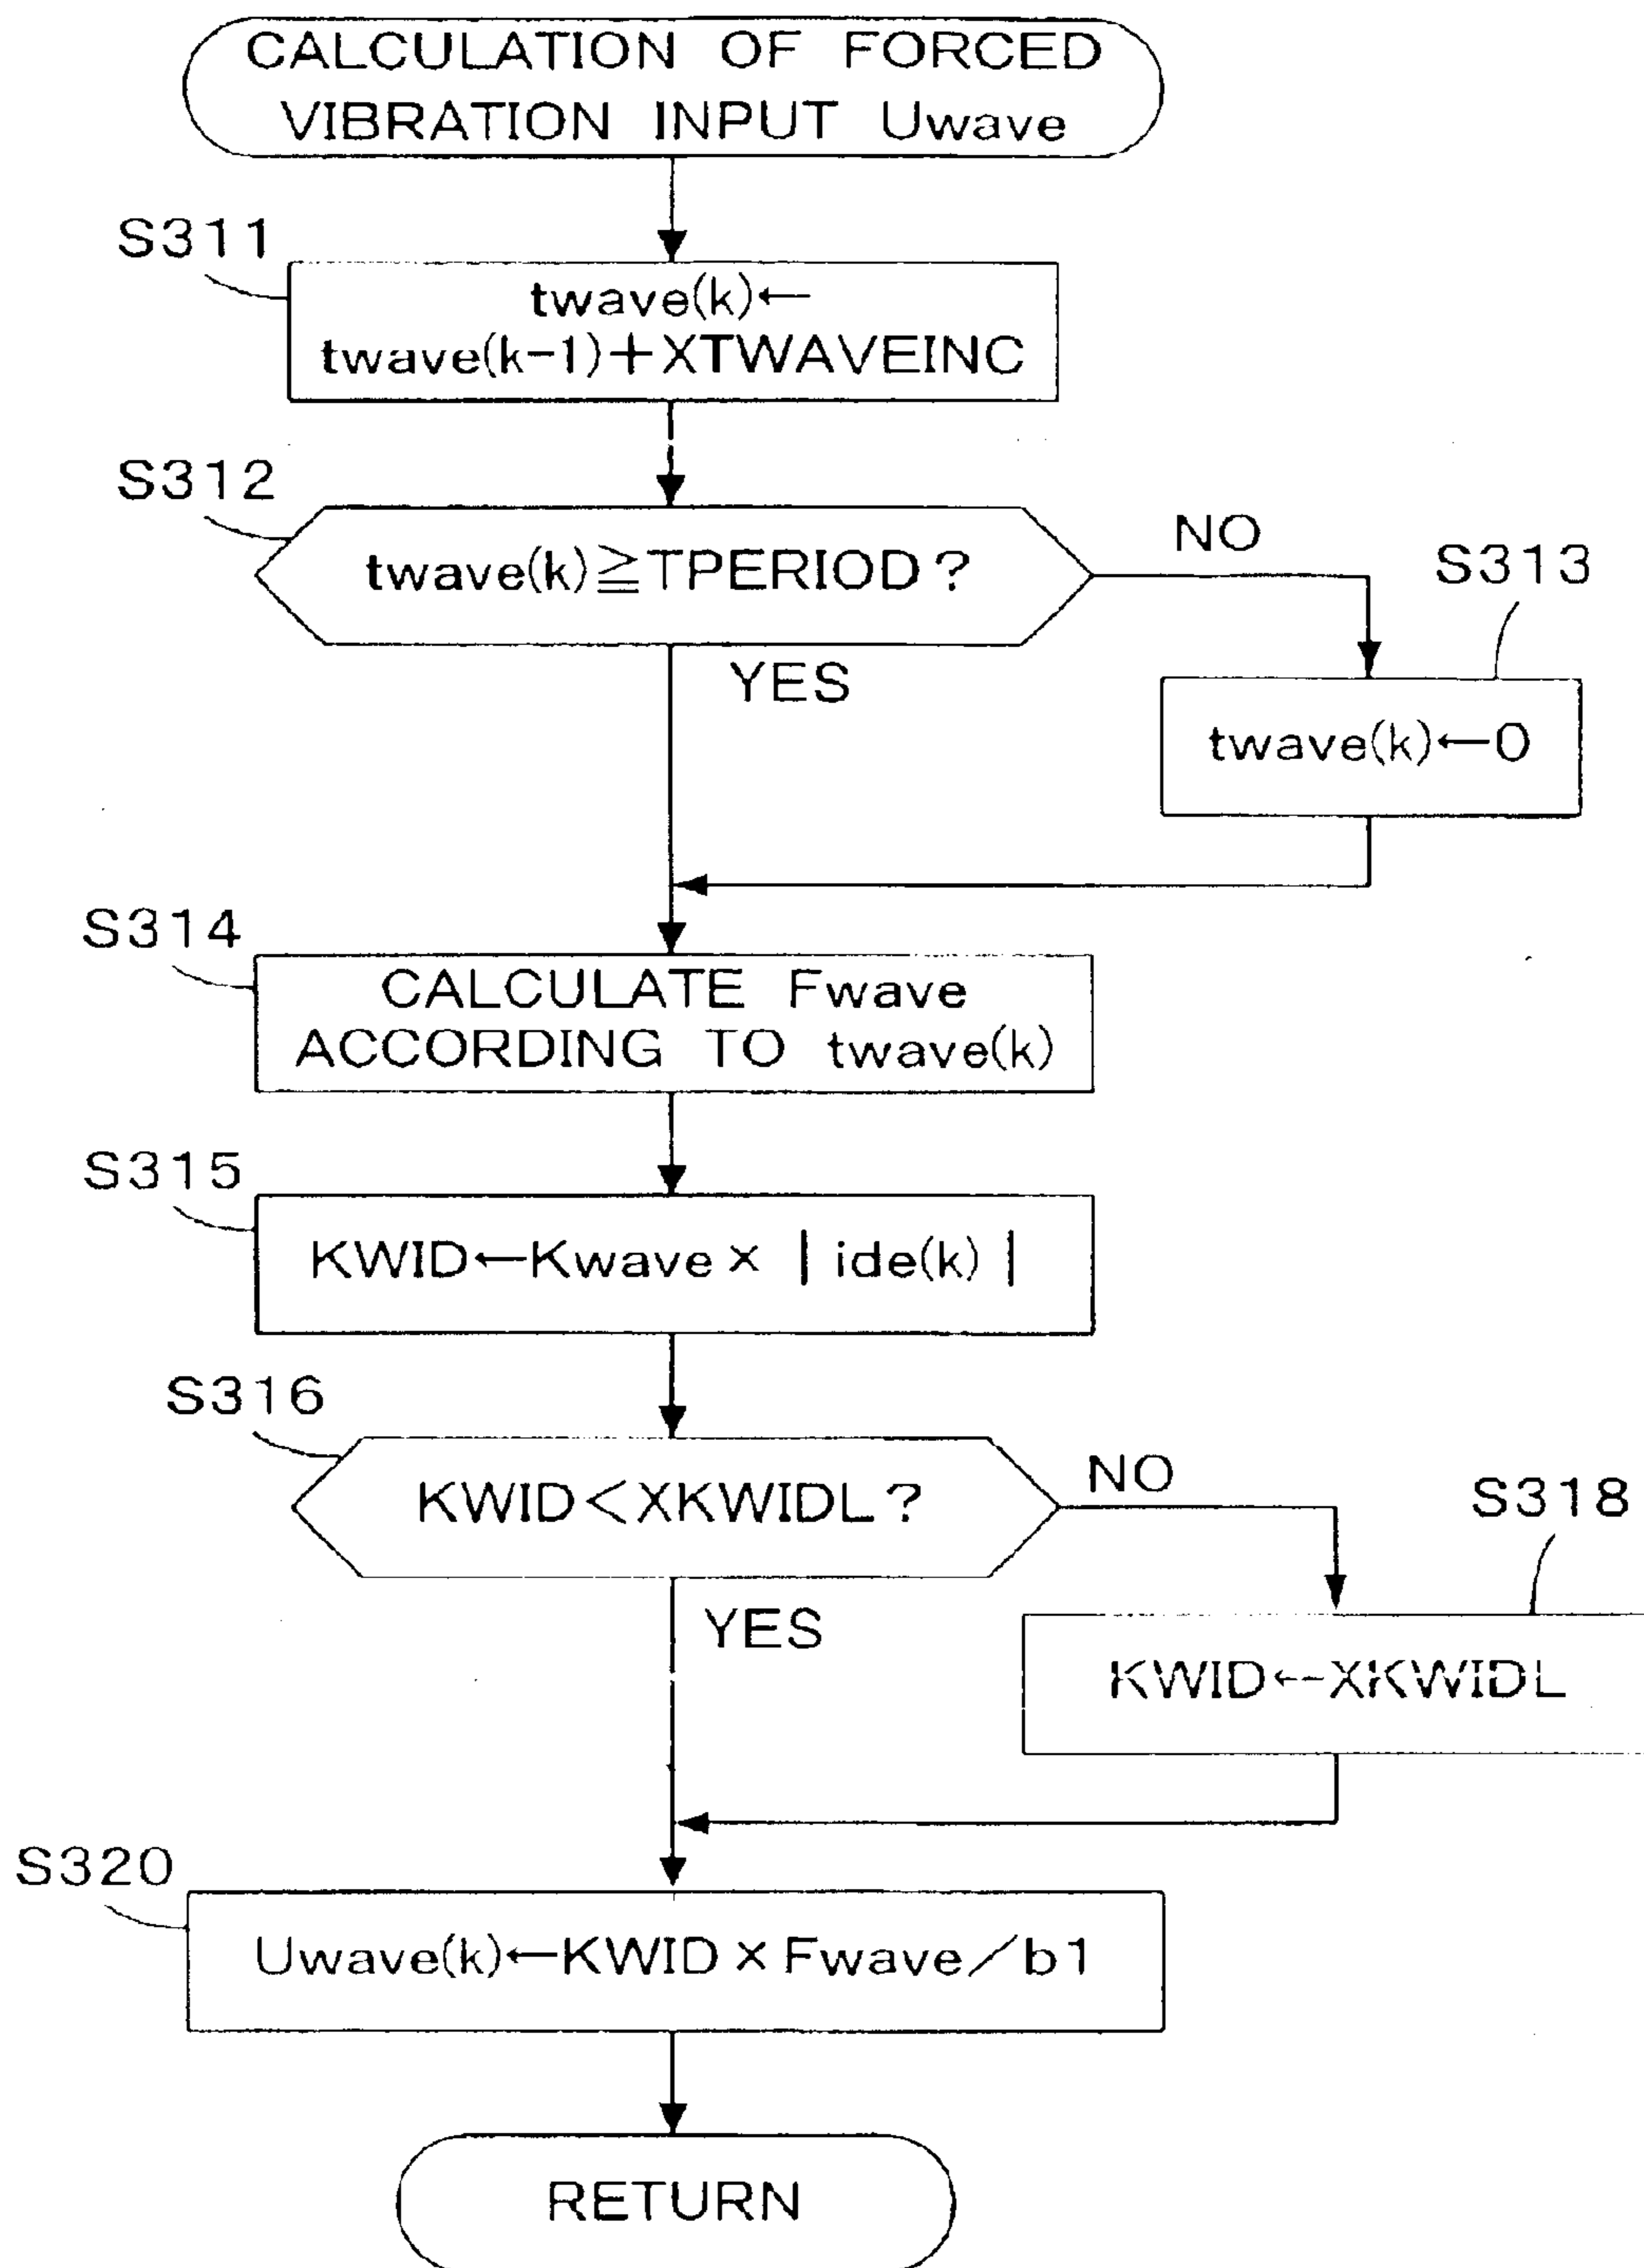 CALCULATION OF FORCED
VIBRATION INPUT Uwave
S311
twave(k)←
twave(k-1)+XTWAVEINC
S312
twave(k)≧TPERIOD?
NO
S313
YES
twave(k)←0
S314
CALCULATE Fwave
ACCORDING TO twave(k)
S315
KWID←Kwave×|ide(k)|
S316
KWID<XKWIDL?
NO
S318
YES
KWID←XKWIDL
S320
Uwave(k)←KWID×Fwave/b1
RETURN